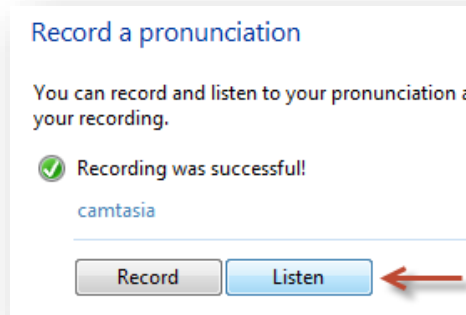 Record a pronunciation
You can record and listen to your pronunciation
your recording.
Recording was successful!
camtasia
Record Listen